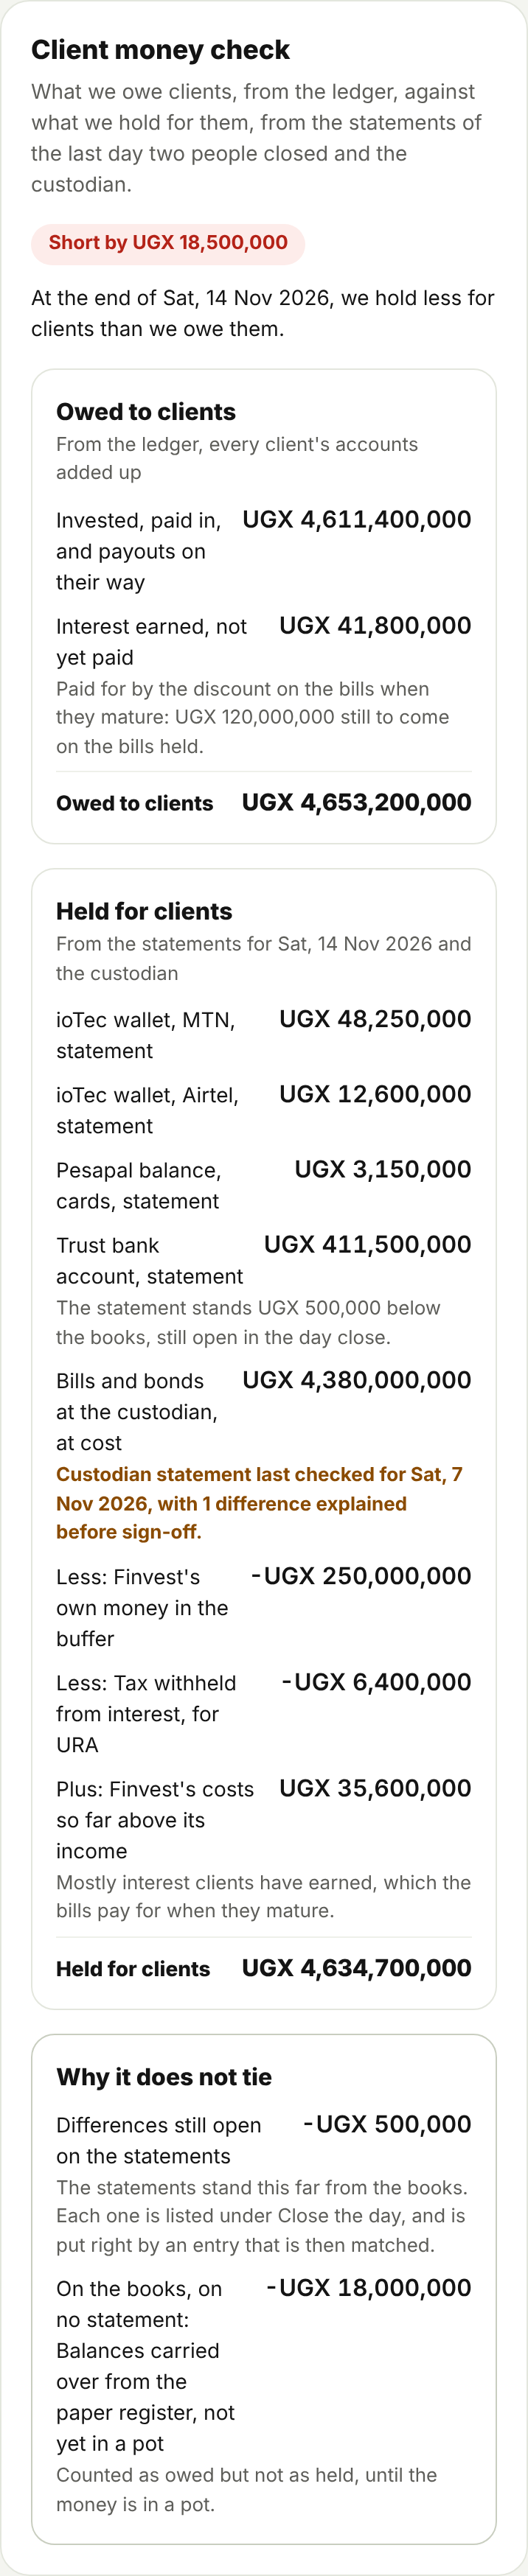 Client money check
What we owe clients, from the ledger, against
what we hold for them, from the statements of
the last day two people closed and the
custodian.
Short by UGX 18,500,000
At the end of Sat, 14 Nov 2026, we hold less for
clients than we owe them.
Owed to clients
From the ledger, every client's accounts
added up
Invested, paid in, UGX 4,611,400,000
and payouts on
their way
Interest earned, not UGX 41,800,000
yet paid
Paid for by the discount on the bills when
they mature: UGX 120,000,000 still to come
on the bills held.
Owed to clients UGX 4,653,200,000
Held for clients
From the statements for Sat, 14 Nov 2026 and
the custodian
ioTec wallet, MTN, UGX 48,250,000
statement
ioTec wallet, Airtel, UGX 12,600,000
statement
Pesapal balance, UGX 3,150,000
cards, statement
Trust bank UGX 411,500,000
account, statement
The statement stands UGX 500,000 below
the books, still open in the day close.
Bills and bonds UGX 4,380,000,000
at the custodian,
at cost
Custodian statement last checked for Sat, 7
Nov 2026, with 1 difference explained
before sign-off.
Less: Finvest's -UGX 250,000,000
own money in the
buffer
Less: Tax withheld -UGX 6,400,000
from interest, for
URA
Plus: Finvest's costs UGX 35,600,000
so far above its
income
Mostly interest clients have earned, which the
bills pay for when they mature.
Held for clients UGX 4,634,700,000
Why it does not tie
Differences still open -UGX 500,000
on the statements
The statements stand this far from the books.
Each one is listed under Close the day, and is
put right by an entry that is then matched.
On the books, on -UGX 18,000,000
no statement:
Balances carried
over from the
paper register, not
yet in a pot
Counted as owed but not as held, until the
money is in a pot.